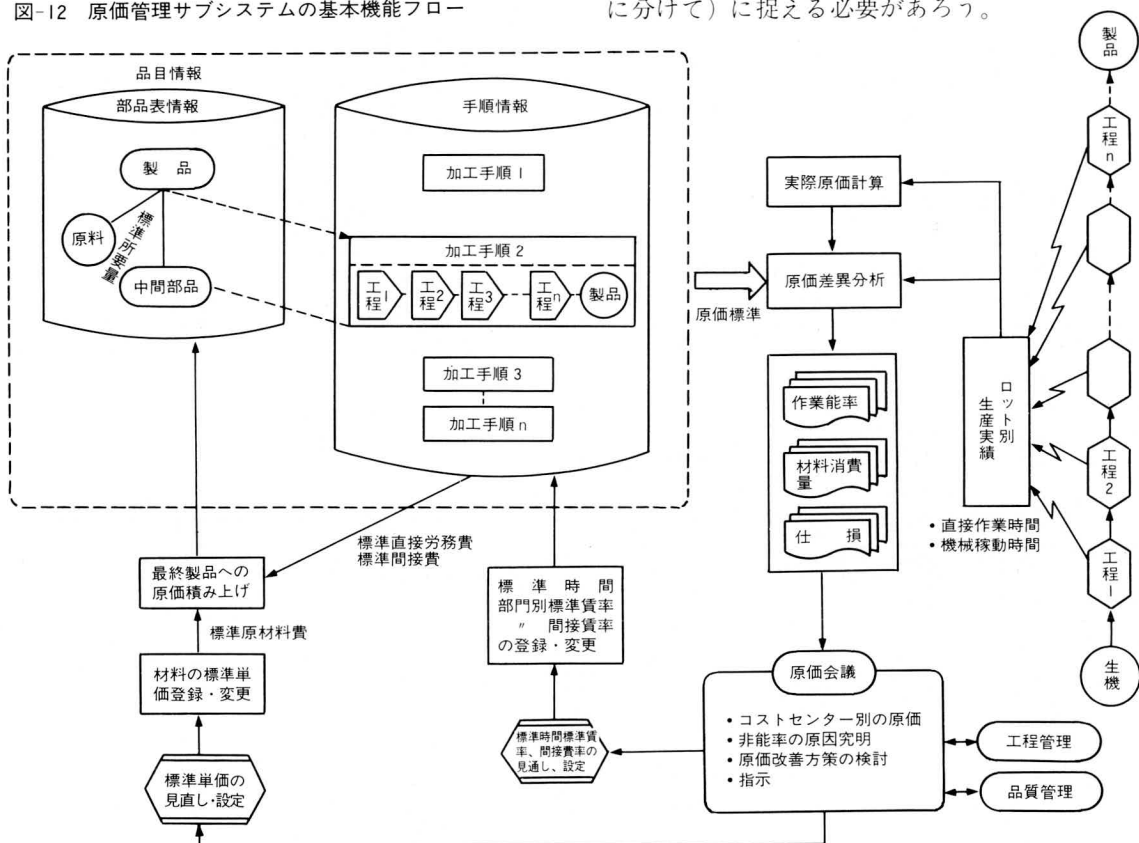 図-12 原価管理サブシステムの基本機能フロー
に分けて）に捉える必要があろう。
品目情報
部品表情報
製　品
原料
標準所要量
中間部品
手順情報
加工手順1
加工手順2
工程1
工程2
工程3
工程n
製品
加工手順3
加工手順n
原価標準
実際原価計算
原価差異分析
作業能率
材料消費
量
仕　損
ロット別
生産実績
・直接作業時間
・機械稼動時間
製品
工程n
工程2
工程1
生機
標準直接労務費
標準間接費
最終製品への
原価積み上げ
標準原材料費
材料の標準単
価登録・変更
標準単価の
見直し・設定
標　準　時　間
部門別標準賃率
〃　間接賃率
の登録・変更
標準時間標準賃
率、間接費率の
見通し、設定
原価会議
・コストセンター別の原価
・非能率の原因究明
・原価改善方策の検討
・指示
工程管理
品質管理